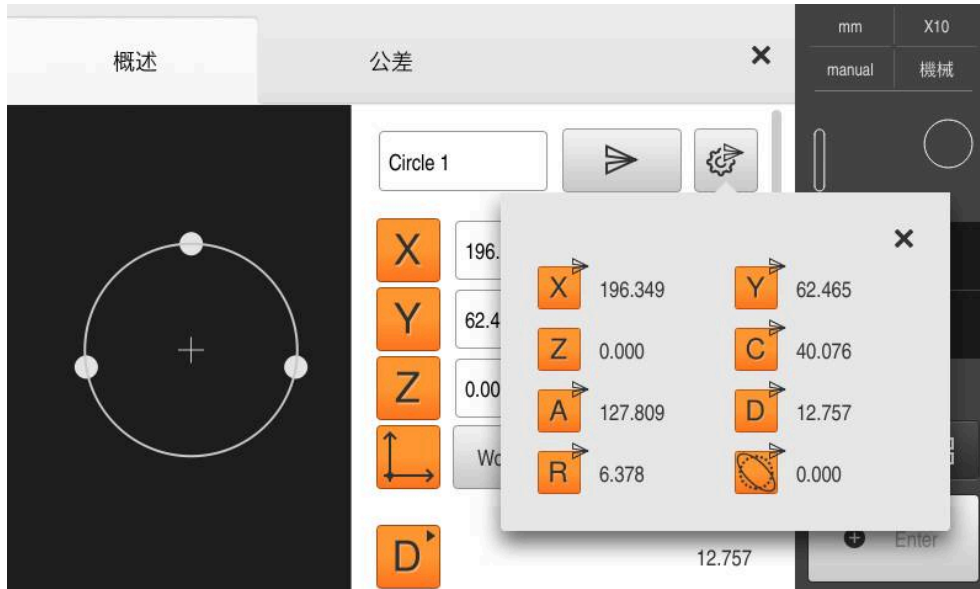 概述
公差
mm
X10
manual
機械
Circle 1
X
196.
Y
62.4
Z
0.00
Wo
D
12.757
X 196.349
Y 62.465
Z 0.000
C 40.076
A 127.809
D 12.757
R 6.378
0.000
Enter